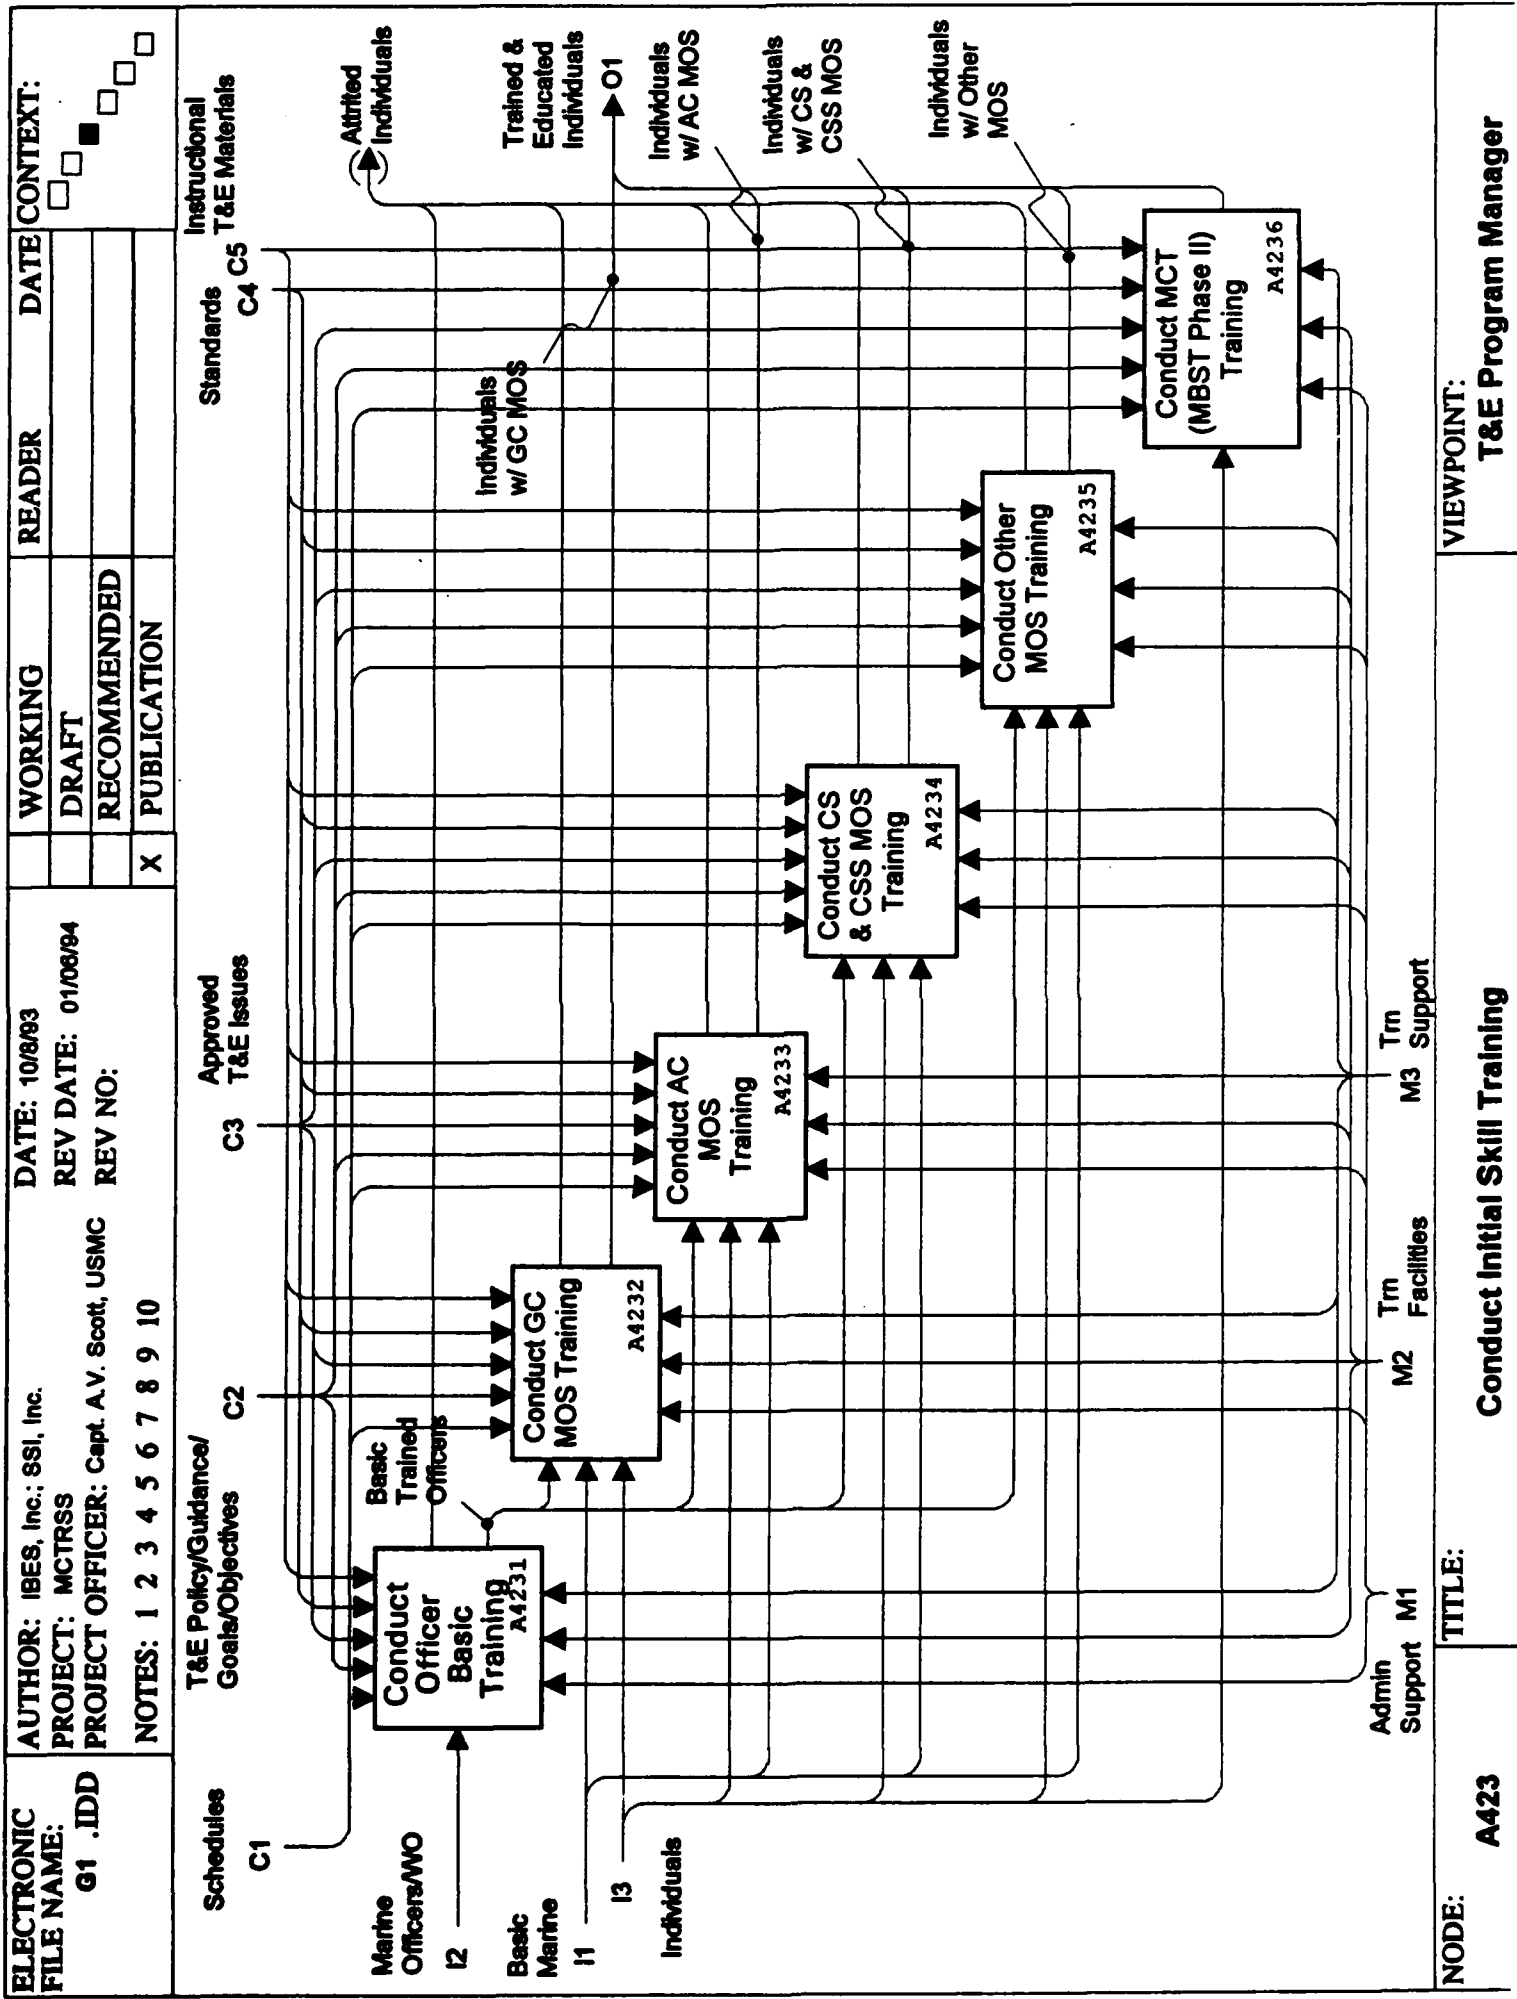 ELECTRONIC
FILE NAME:
G1 .IDD
AUTHOR: IBES, Inc.; SSI, Inc.
PROJECT: MCTRSS
PROJECT OFFICER: Capt. A.V. Scott, USMC
NOTES: 1 2 3 4 5 6 7 8 9 10
DATE: 10/8/93
REV DATE: 01/06/94
REV NO:
WORKING
DRAFT
RECOMMENDED
X PUBLICATION
READER
DATE
CONTEXT:
Schedules
C1
T&E Policy/Guidance/
Goals/Objectives
C2
Approved
T&E Issues
C3
Standards
C4
Instructional
T&E Materials
C5
Marine
Officers/WO
I2
Basic
Marine
I1
I3
Individuals
Conduct
Officer
Basic
Training
A4231
Basic
Trained
Officers
Conduct GC
MOS Training
A4232
Conduct AC
MOS
Training
A4233
Conduct CS
& CSS MOS
Training
A4234
Conduct Other
MOS Training
A4235
Conduct MCT
(MBST Phase II)
Training
A4236
Attrited
Individuals
Trained &
Educated
Individuals
O1
Individuals
w/ GC MOS
Individuals
w/ AC MOS
Individuals
w/ CS &
CSS MOS
Individuals
w/ Other
MOS
Admin
Support
M1
Trn
Facilities
M2
Trn
Support
M3
NODE:
A423
TITLE:
Conduct Initial Skill Training
VIEWPOINT:
T&E Program Manager